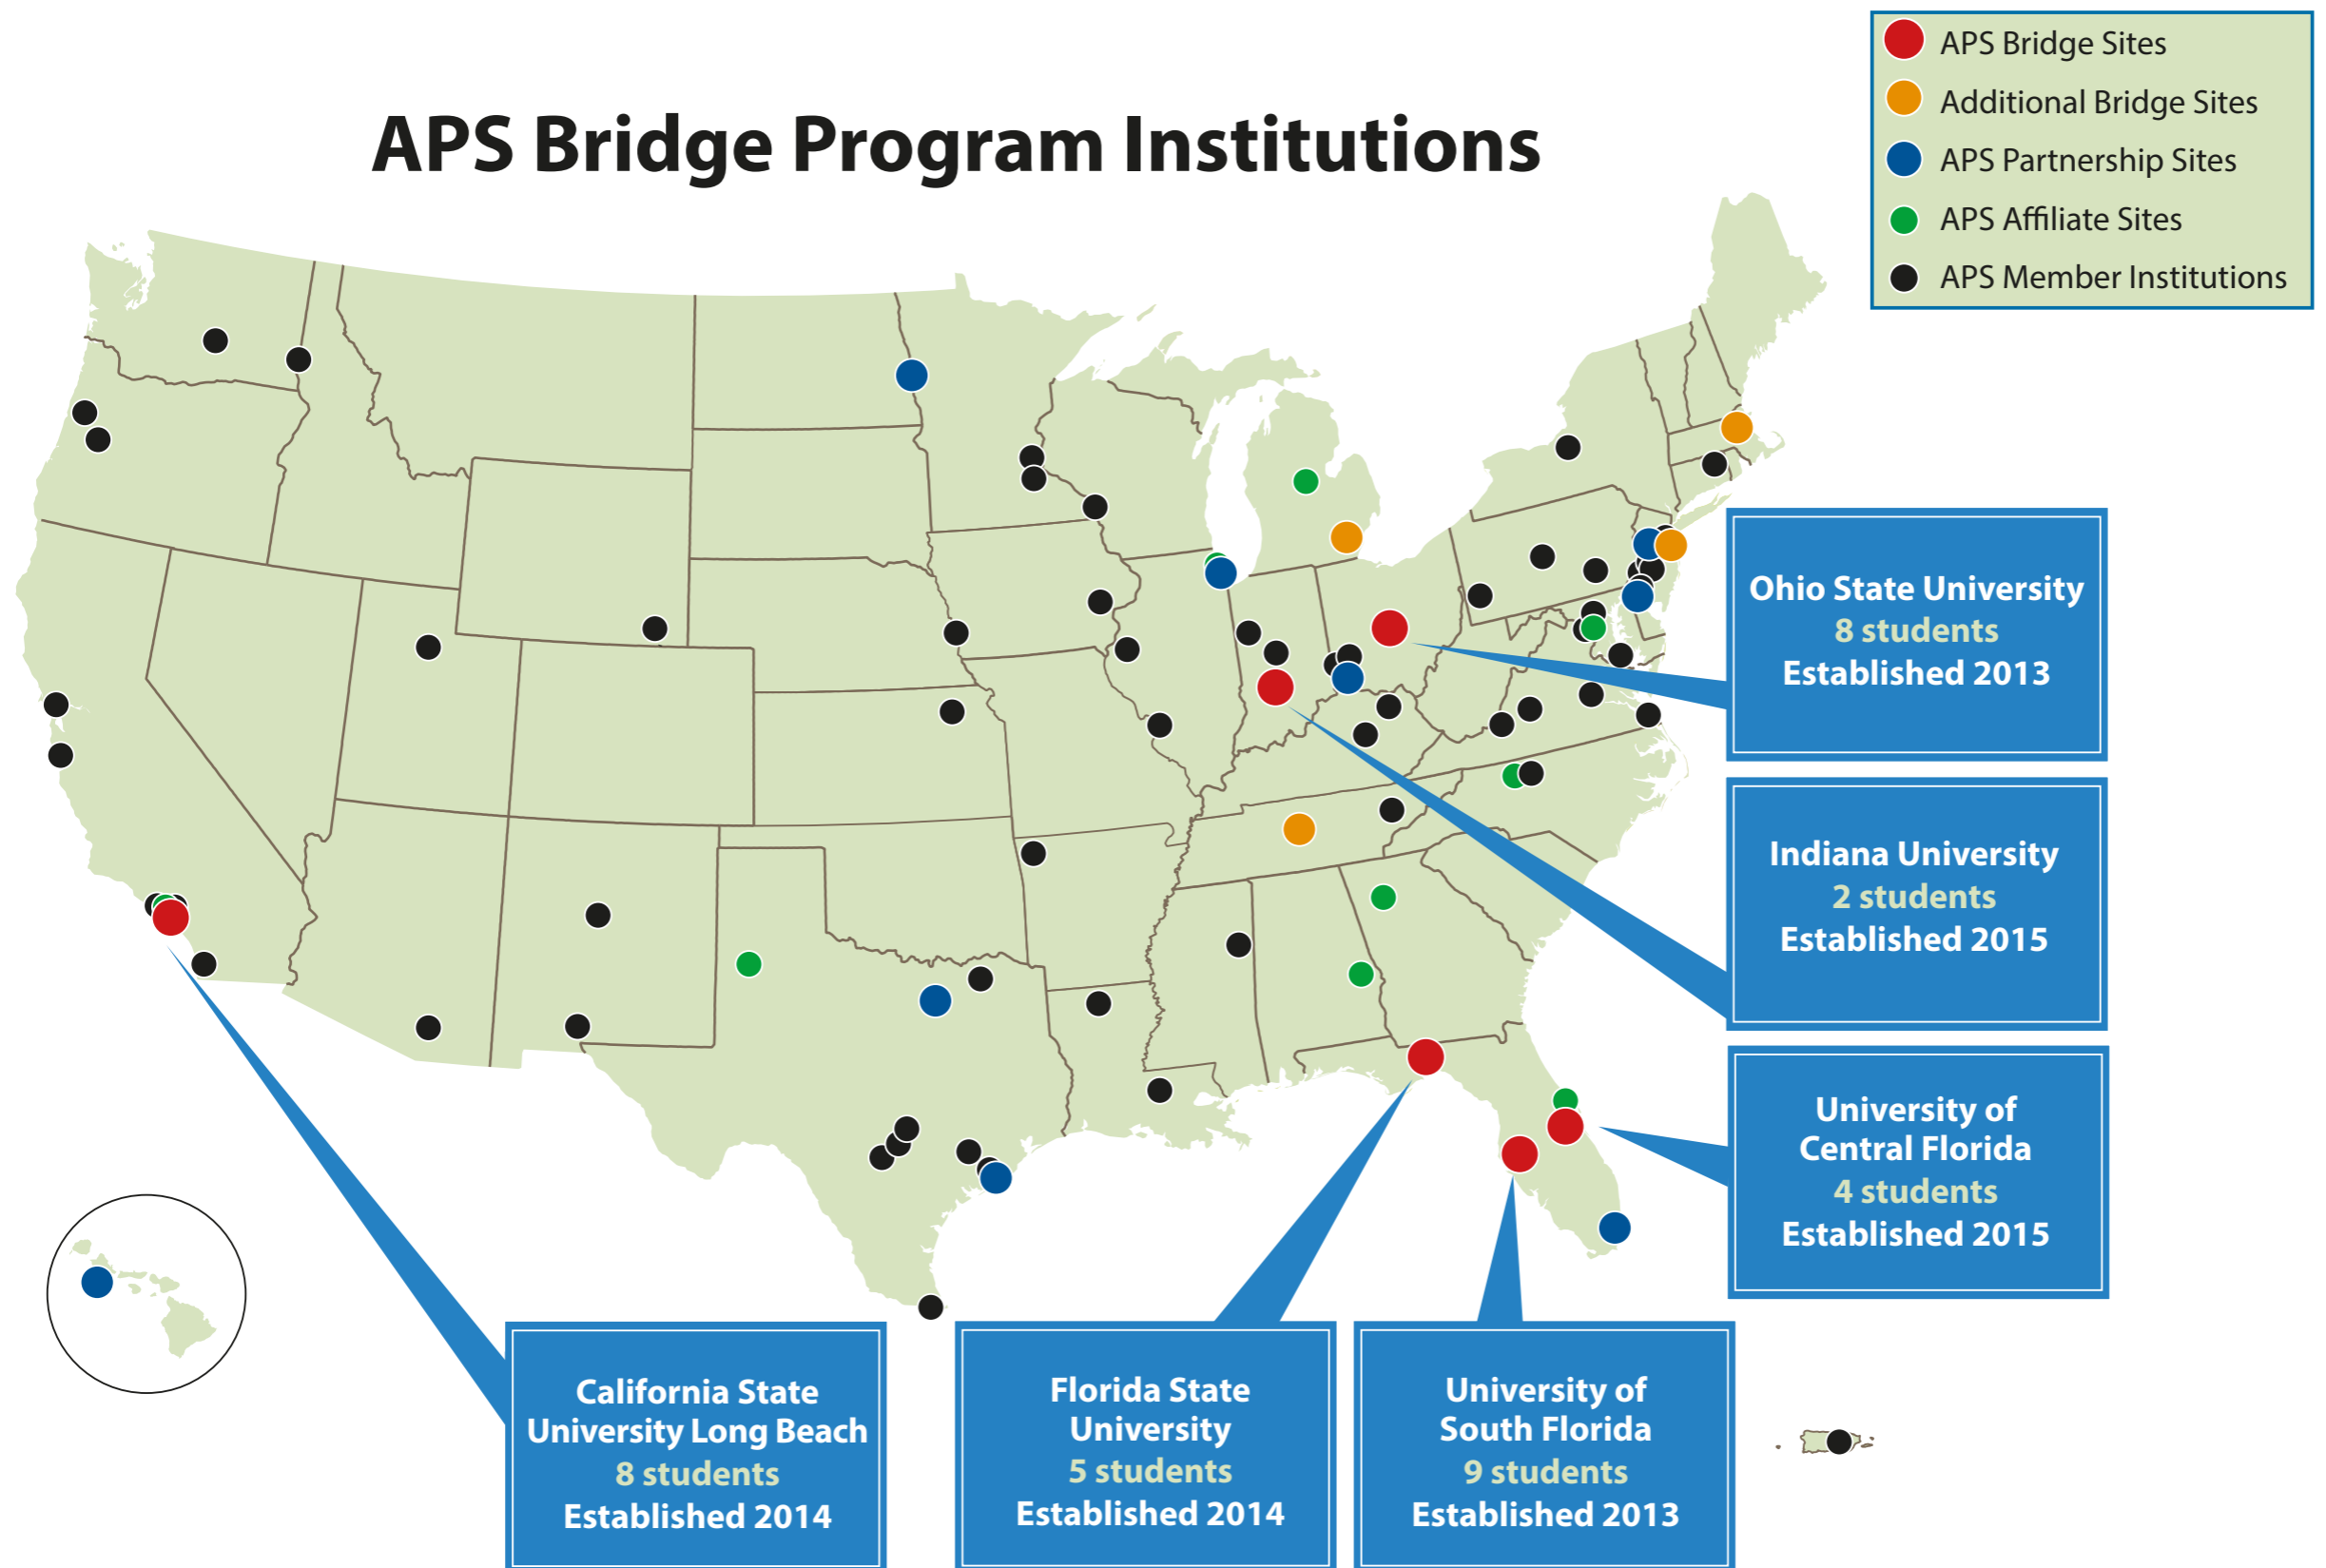 APS Bridge Program Institutions
APS Bridge Sites
Additional Bridge Sites
APS Partnership Sites
APS Affiliate Sites
APS Member Institutions
Ohio State University
8 students
Established 2013
Indiana University
2 students
Established 2015
University of
Central Florida
4 students
Established 2015
California State
University Long Beach
8 students
Established 2014
Florida State
University
5 students
Established 2014
University of
South Florida
9 students
Established 2013